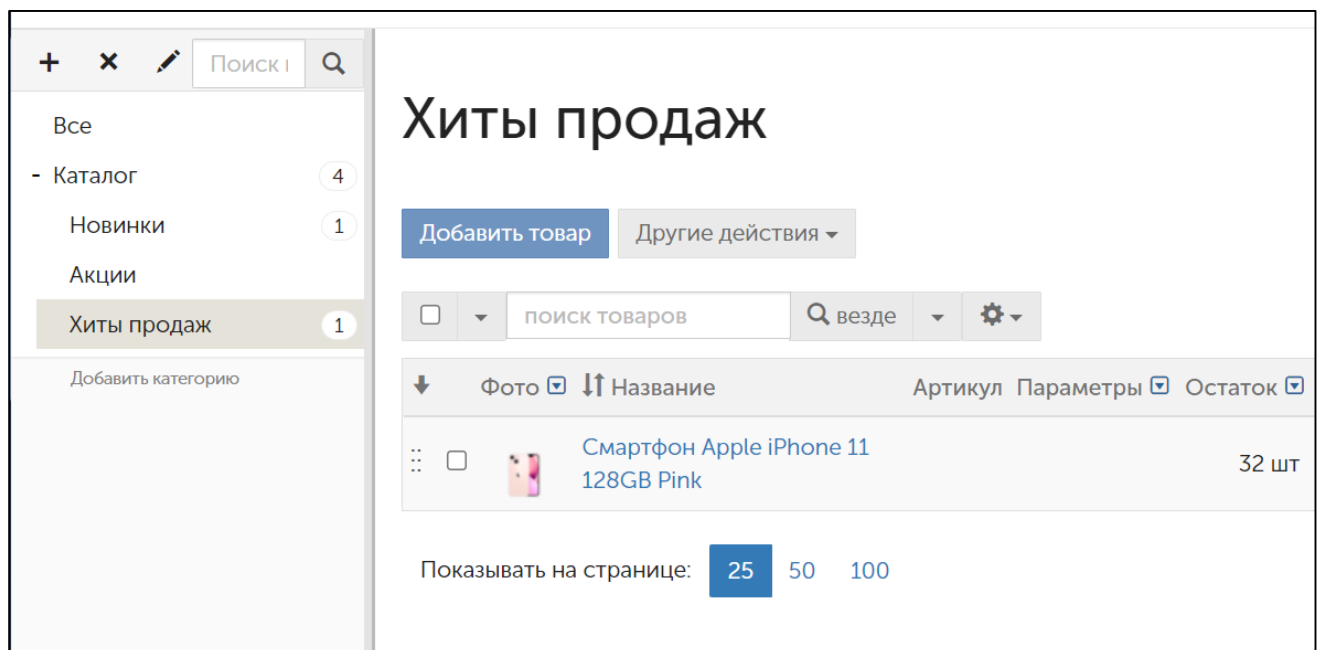 Поиск
Все
- Каталог 4
Новинки 1
Акции
Хиты продаж 1
Добавить категорию
Хиты продаж
Добавить товар Другие действия
поиск товаров везде
Фото Название Артикул Параметры Остаток
Смартфон Apple iPhone 11
128GB Pink
32 шт
Показывать на странице: 25 50 100